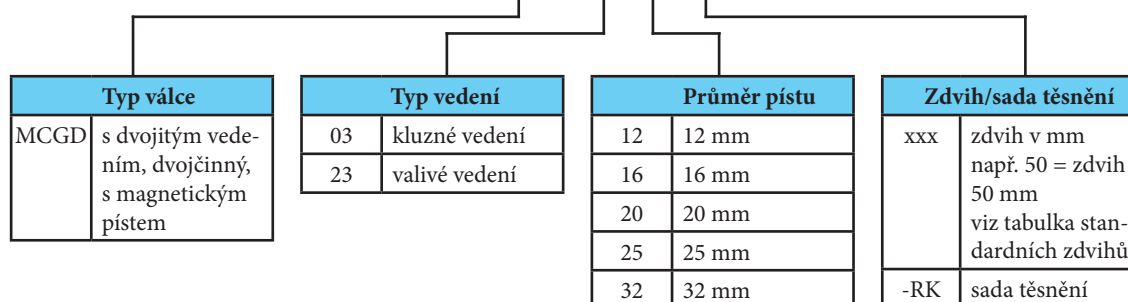 Typ válce
MCGD s dvojitým vede-
ním, dvojčinný,
s magnetickým
pístem
Typ vedení
03 kluzné vedení
23 valivé vedení
Průměr pístu
12 12 mm
16 16 mm
20 20 mm
25 25 mm
32 32 mm
Zdvih/sada těsnění
xxx zdvih v mm
např. 50 = zdvih
50 mm
viz tabulka stan-
dardních zdvihů
-RK sada těsnění